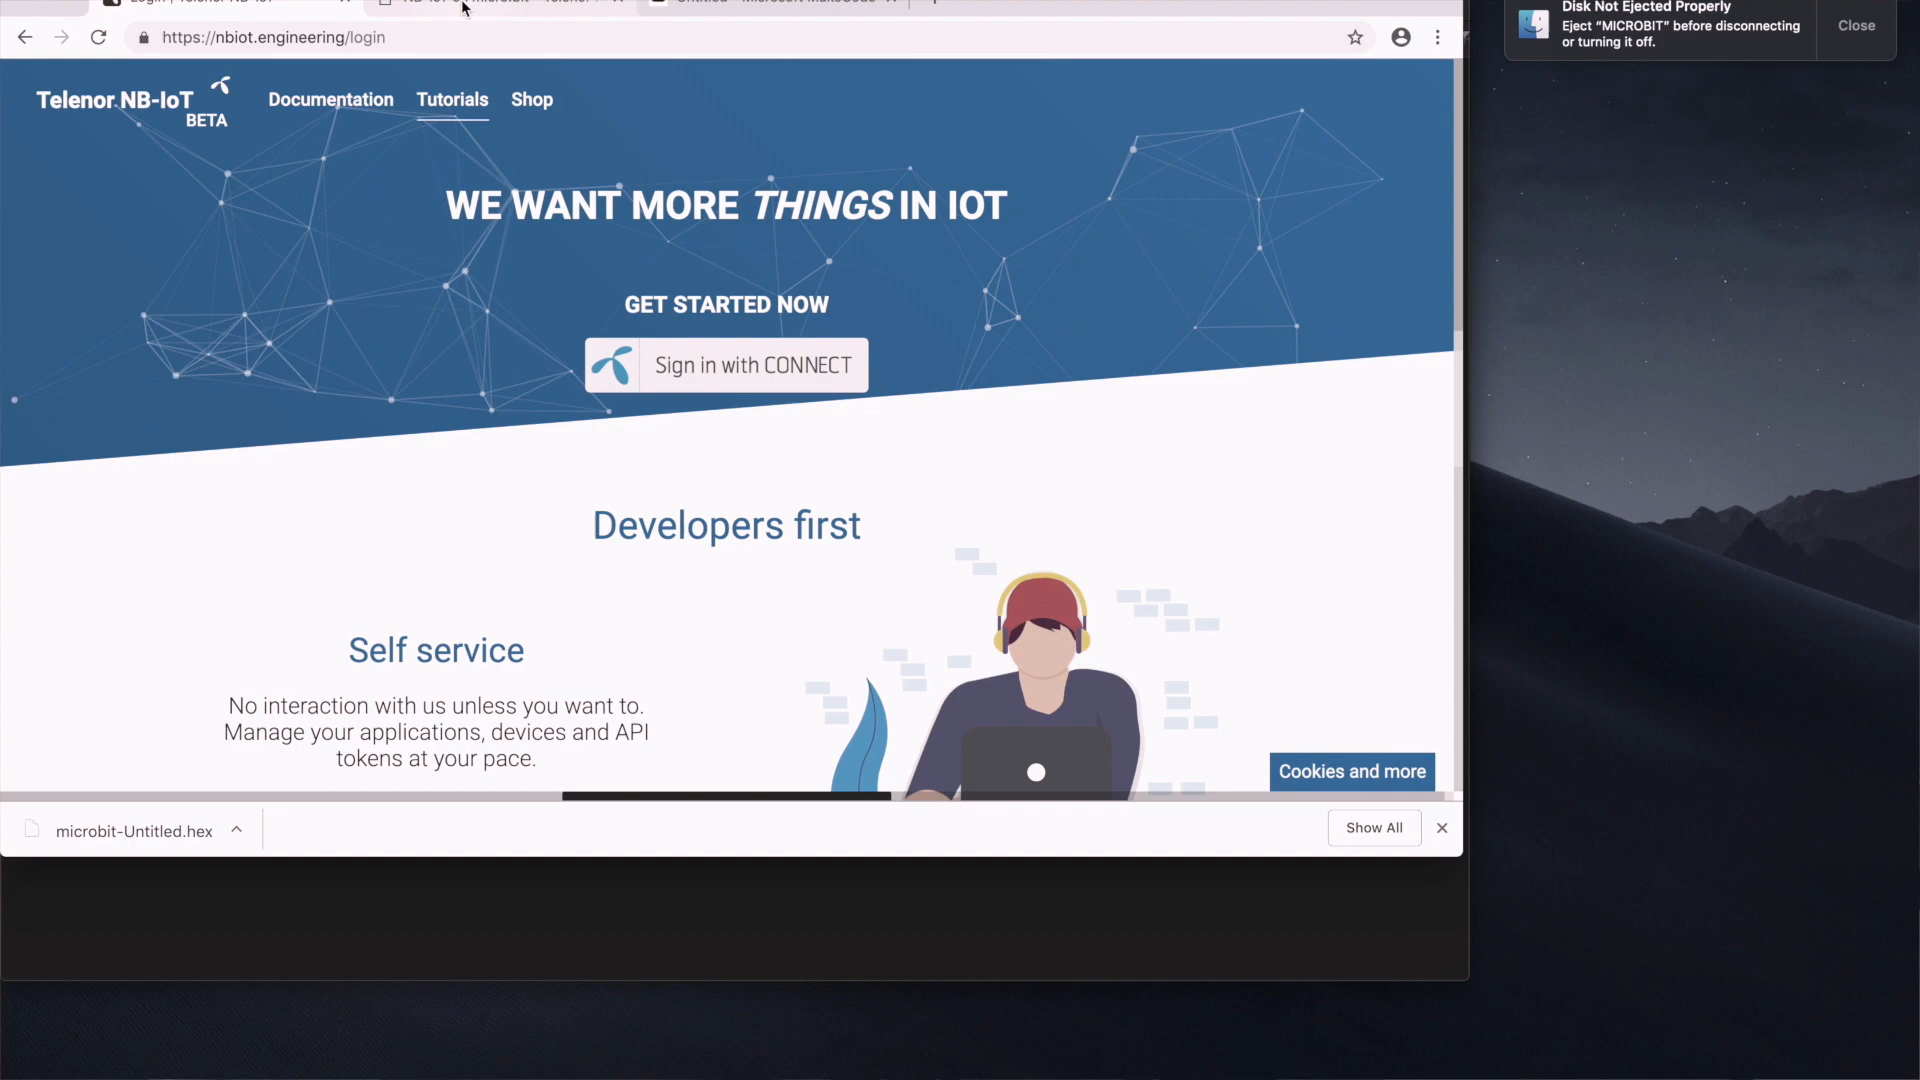 Disk Not Ejected Properly
Eject “MICROBIT” before disconnecting
or turning it off.
Close
https://nbiot.engineering/login
Telenor NB-IoT
BETA
Documentation
Tutorials
Shop
WE WANT MORE THINGS IN IOT
GET STARTED NOW
Sign in with CONNECT
Developers first
Self service
No interaction with us unless you want to.
Manage your applications, devices and API
tokens at your pace.
Cookies and more
microbit-Untitled.hex
Show All